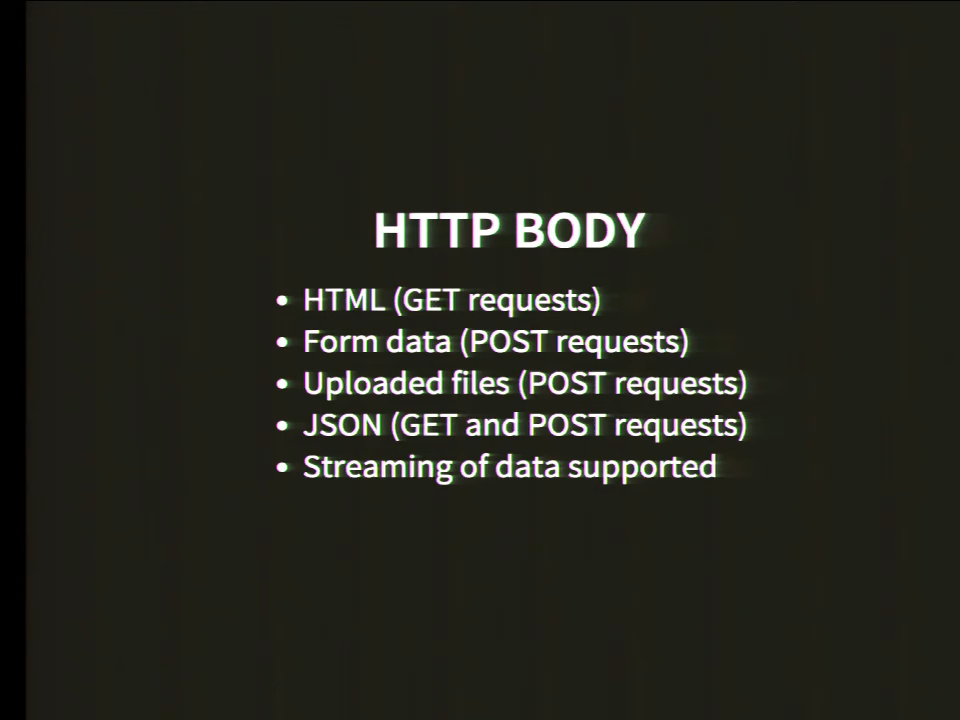 HTTP BODY
• HTML (GET requests)
• Form data (POST requests)
• Uploaded files (POST requests)
• JSON (GET and POST requests)
• Streaming of data supported